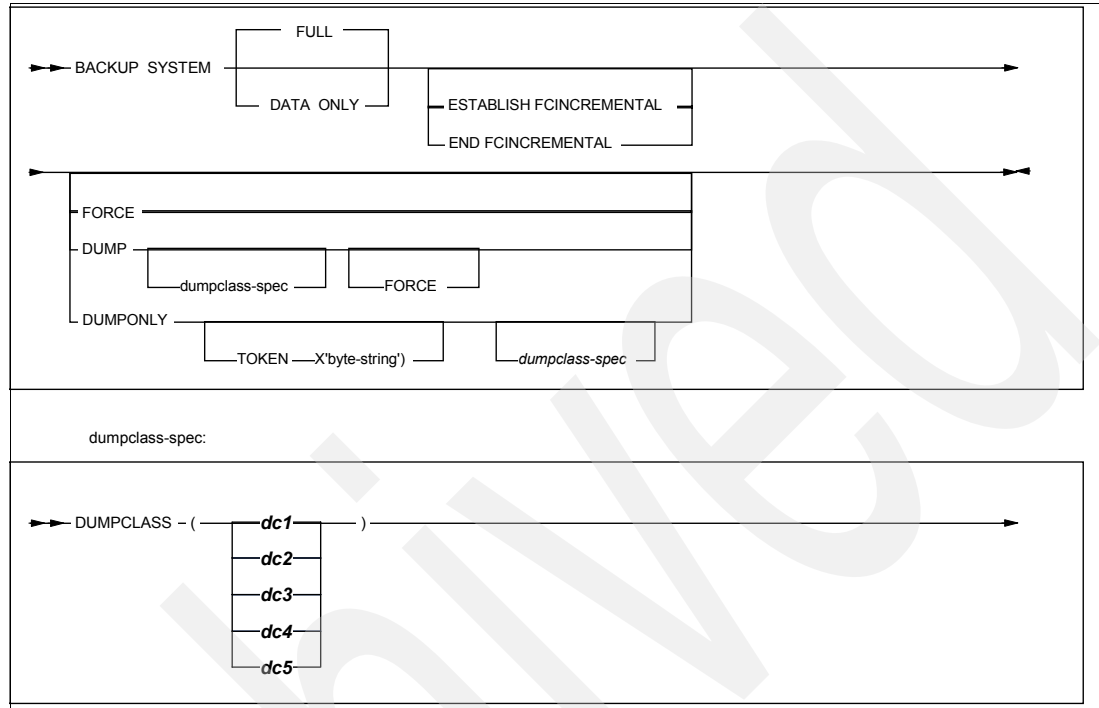 FULL
BACKUP SYSTEM
DATA ONLY
ESTABLISH FCINCREMENTAL
END FCINCREMENTAL
FORCE
DUMP
dumpclass-spec
FORCE
DUMPONLY
TOKEN X'byte-string')
dumpclass-spec
dumpclass-spec:
DUMPCLASS ( dc1 )
dc2
dc3
dc4
dc5